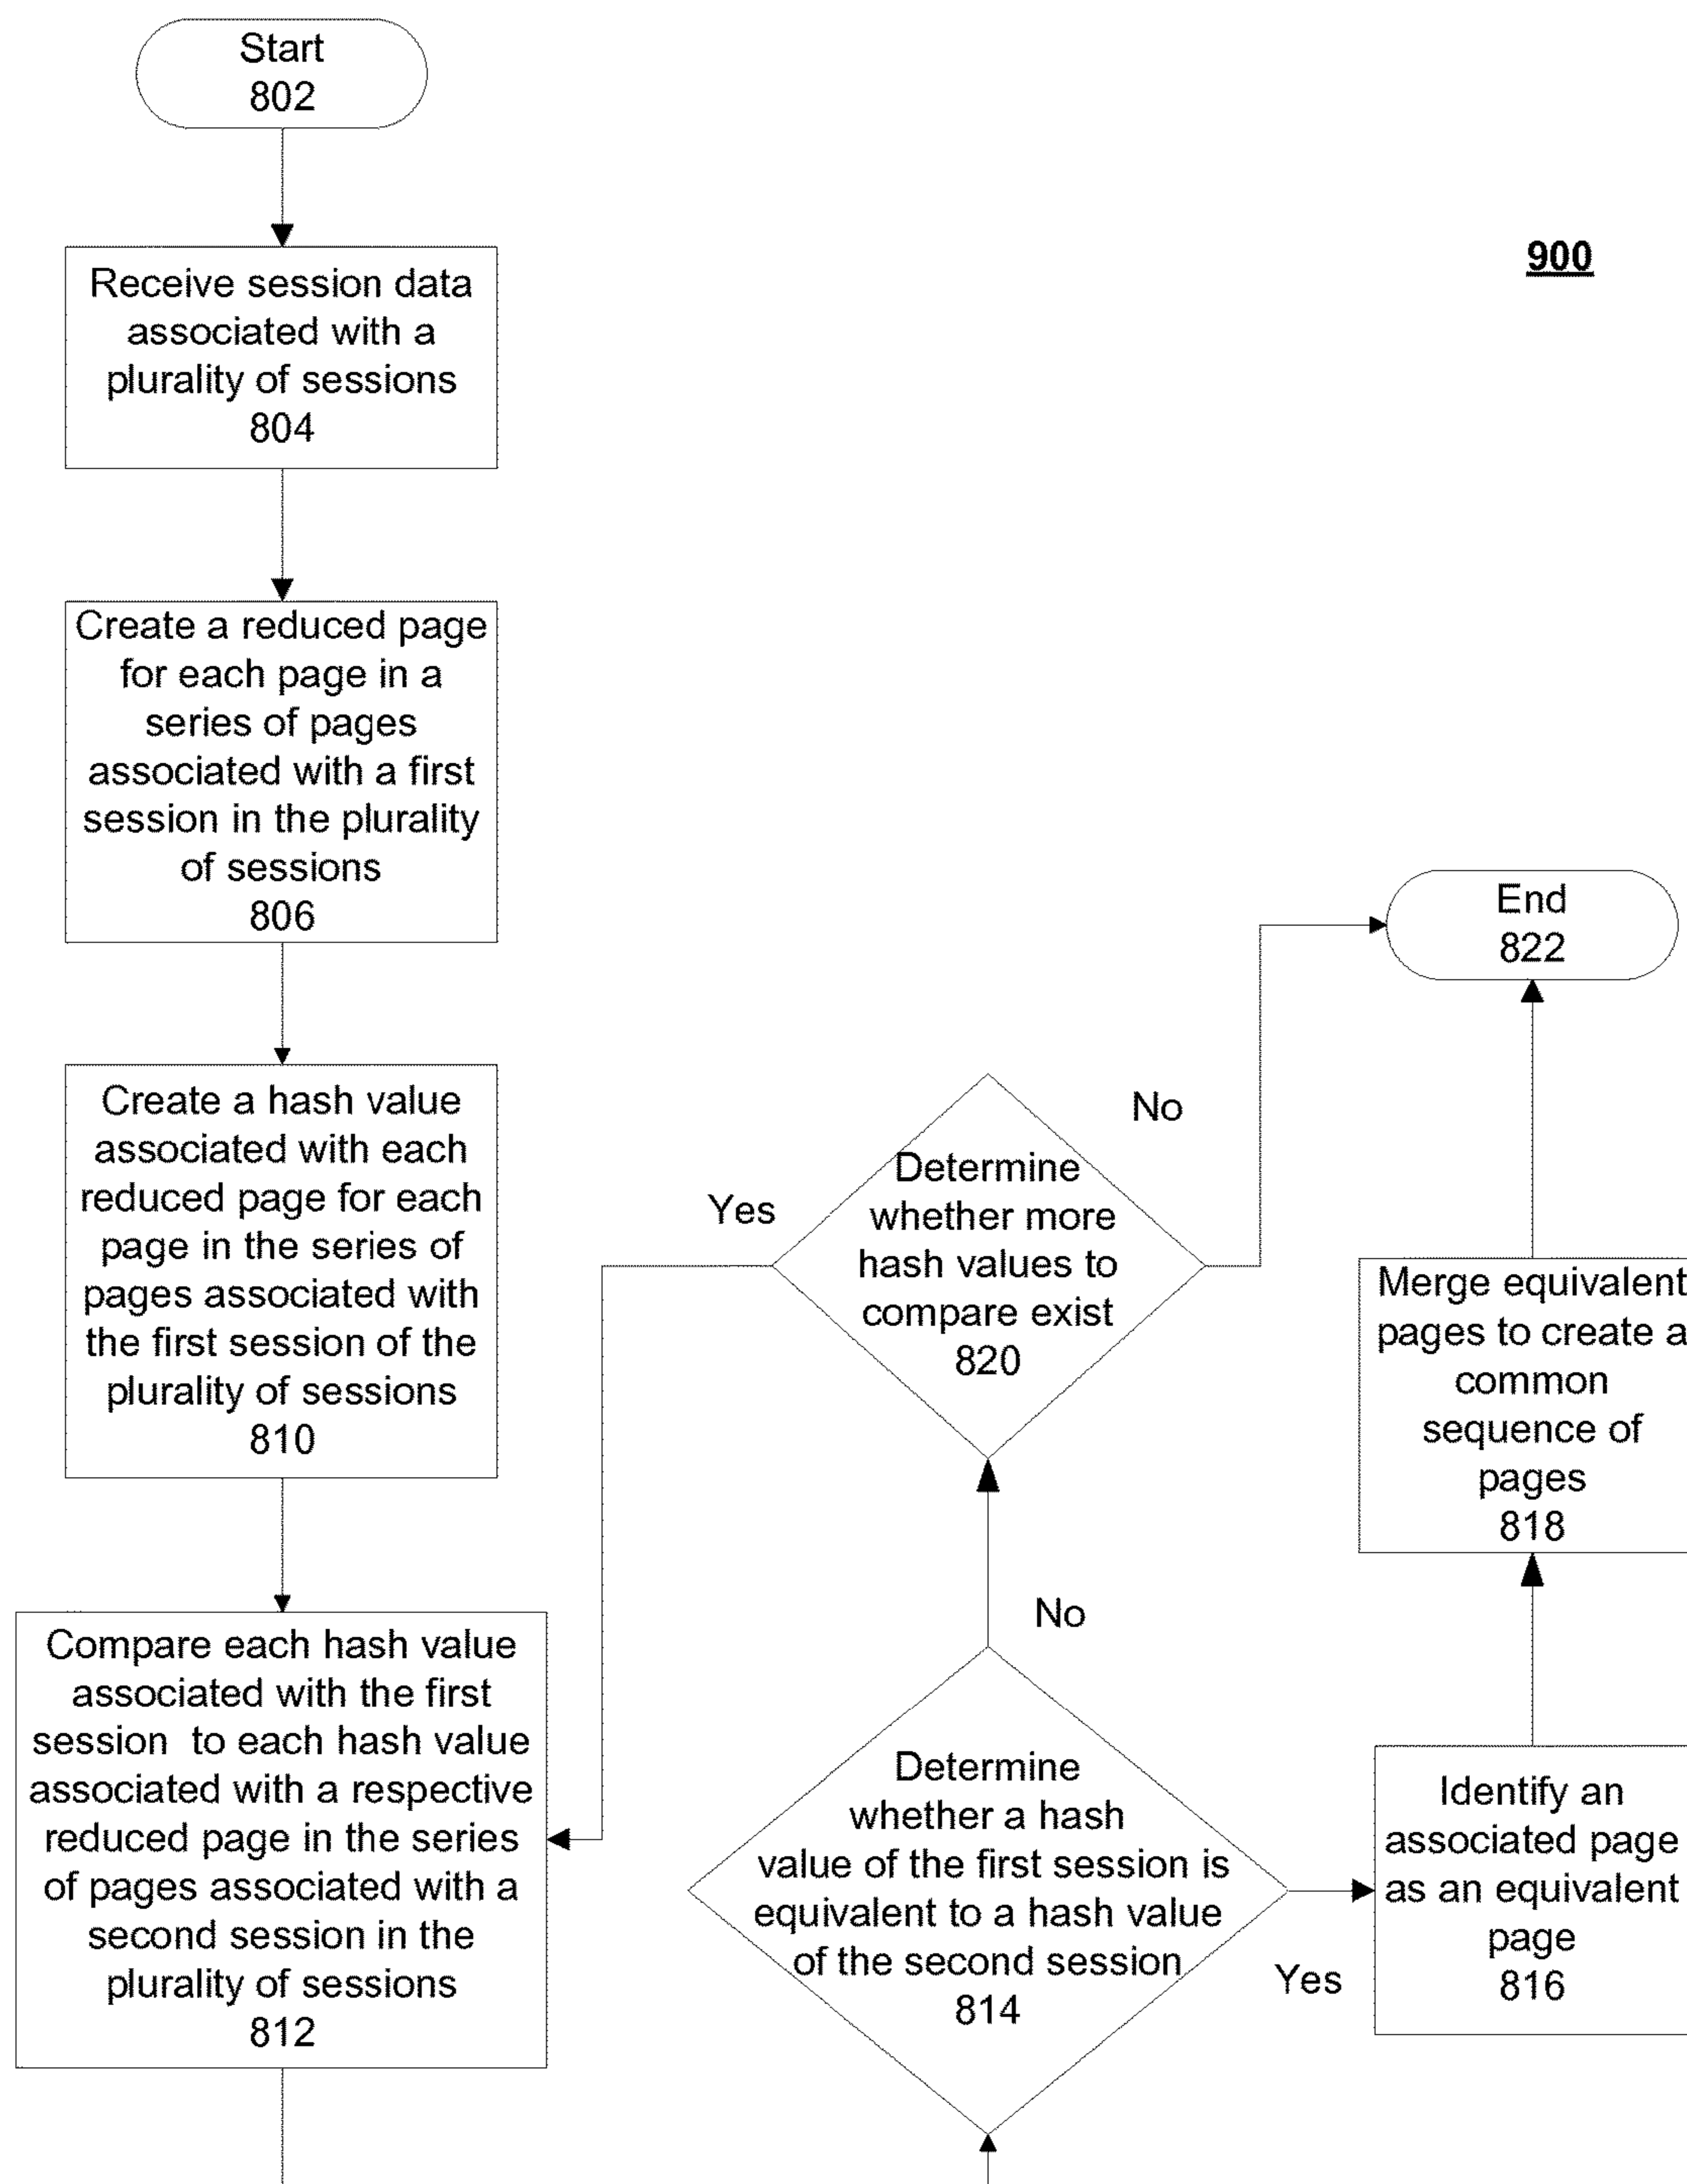 Start
802
900
Receive session data
associated with a
plurality of sessions
804
Create a reduced page
for each page in a
series of pages
associated with a first
session in the plurality
of sessions
806
End
822
Create a hash value
associated with each
reduced page for each
page in the series of
pages associated with
the first session of the
plurality of sessions
810
No
Yes
Determine
whether more
hash values to
compare exist
820
Merge equivalent
pages to create a
common
sequence of
pages
818
No
Compare each hash value
associated with the first
session to each hash value
associated with a respective
reduced page in the series
of pages associated with a
second session in the
plurality of sessions
812
Determine
whether a hash
value of the first session is
equivalent to a hash value
of the second session
814
Yes
Identify an
associated page
as an equivalent
page
816